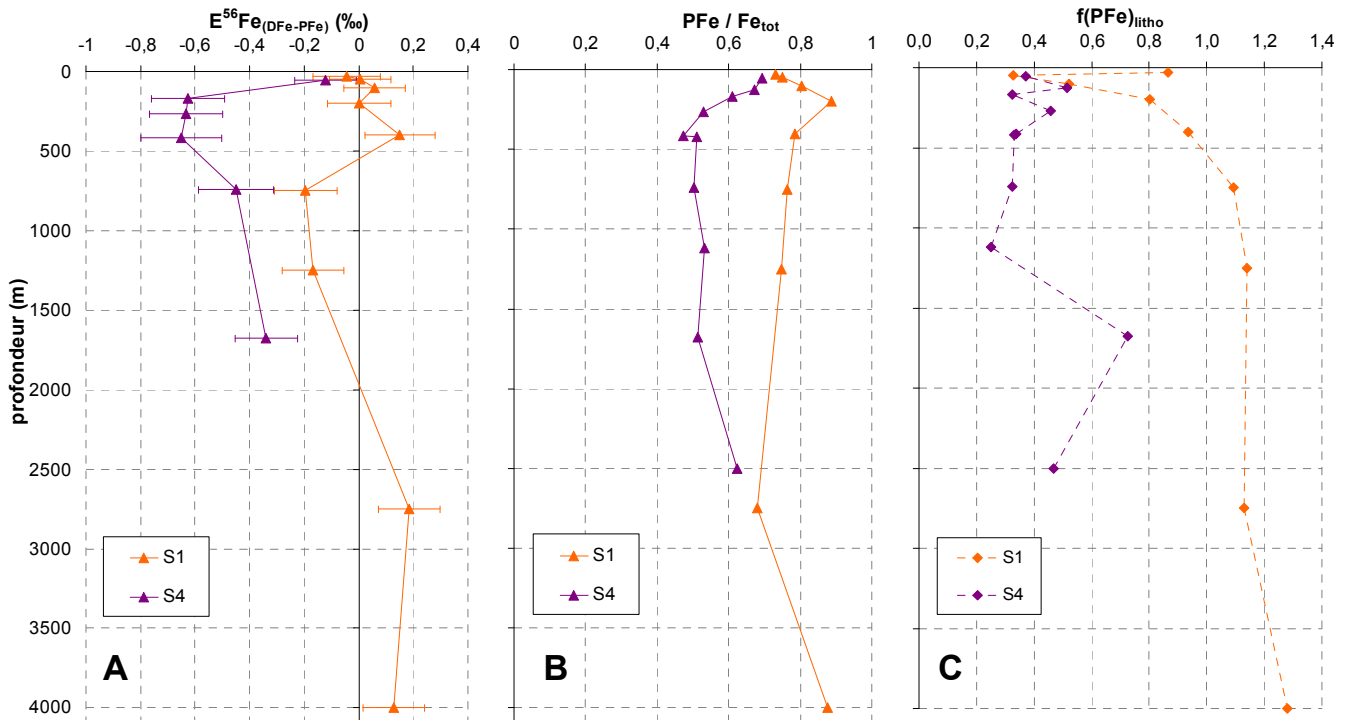 E⁵⁶Fe(DFe-PFe) (‰)
-1 -0,8 -0,6 -0,4 -0,2 0 0,2 0,4
profondeur (m)
0
500
1000
1500
2000
2500
3000
3500
4000
S1
S4
A
PFe / Fetot
0 0,2 0,4 0,6 0,8 1
S1
S4
B
f(PFe)litho
0,0 0,2 0,4 0,6 0,8 1,0 1,2 1,4
S1
S4
C